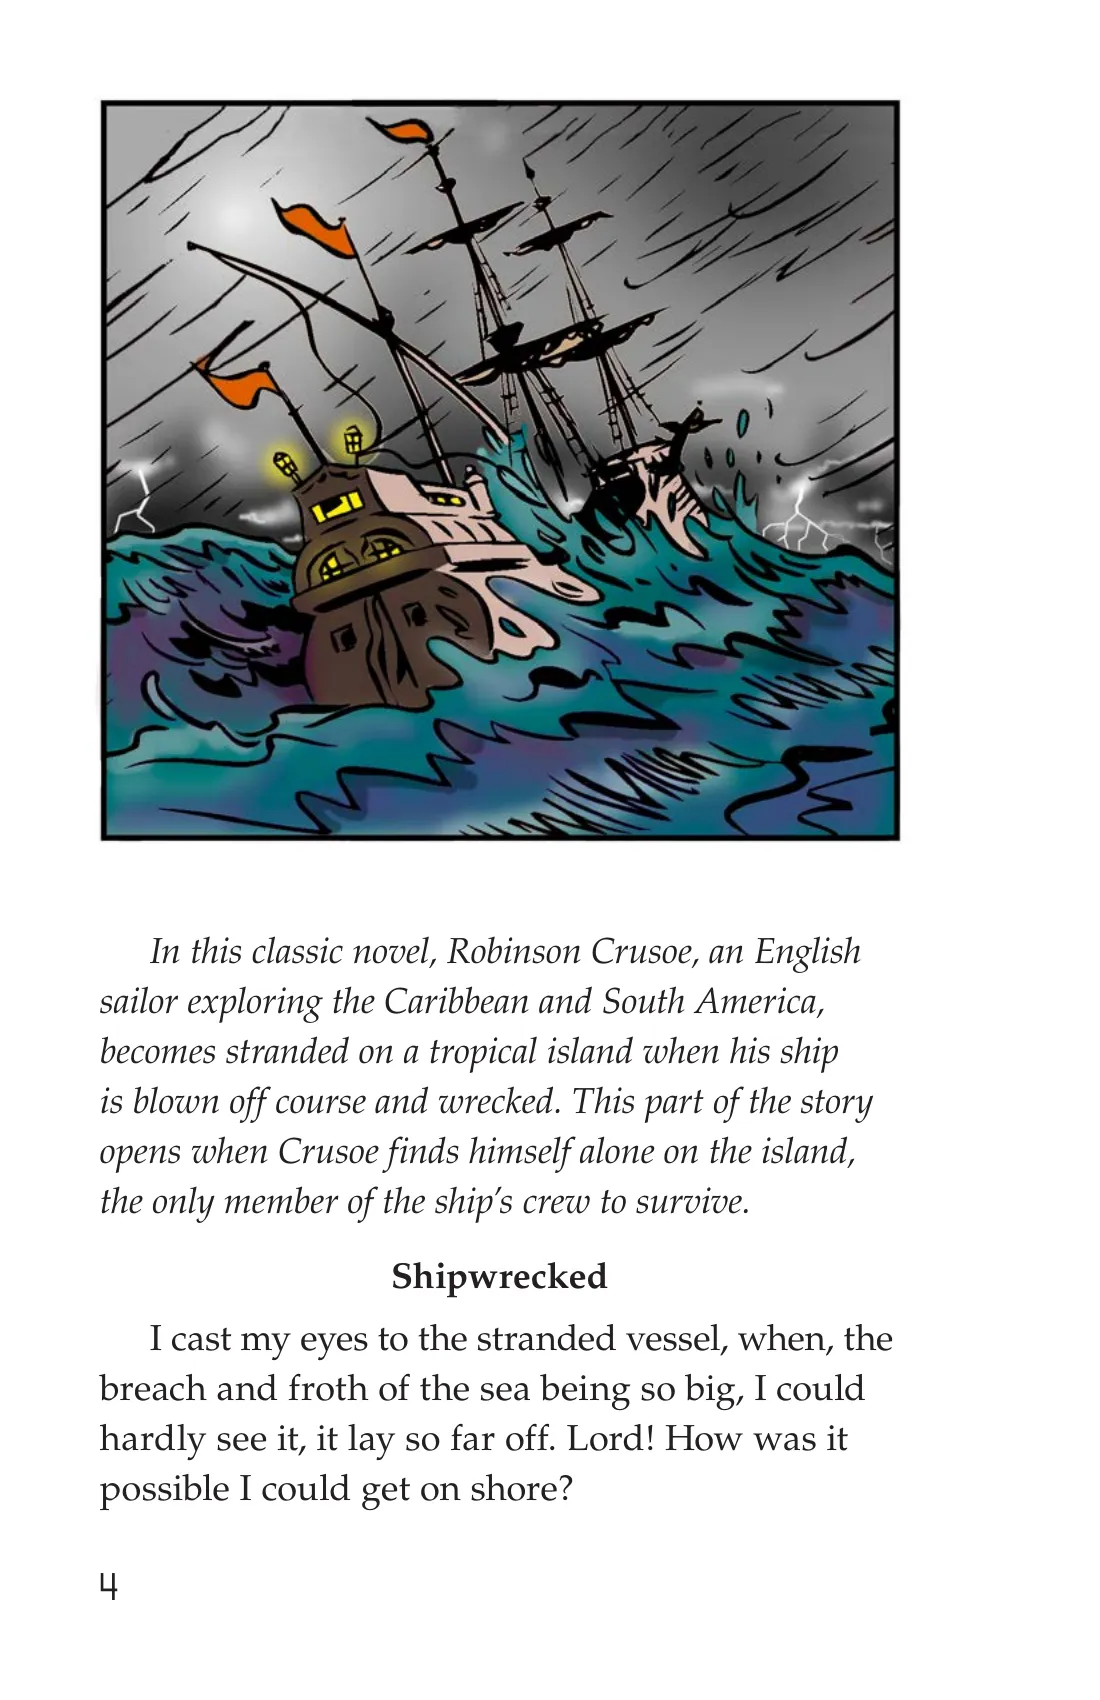 In this classic novel, Robinson Crusoe, an English
sailor exploring the Caribbean and South America,
becomes stranded on a tropical island when his ship
is blown off course and wrecked. This part of the story
opens when Crusoe finds himself alone on the island,
the only member of the ship's crew to survive.
Shipwrecked
I cast my eyes to the stranded vessel, when, the
breach and froth of the sea being so big, I could
hardly see it, it lay so far off. Lord! How was it
possible I could get on shore?
4